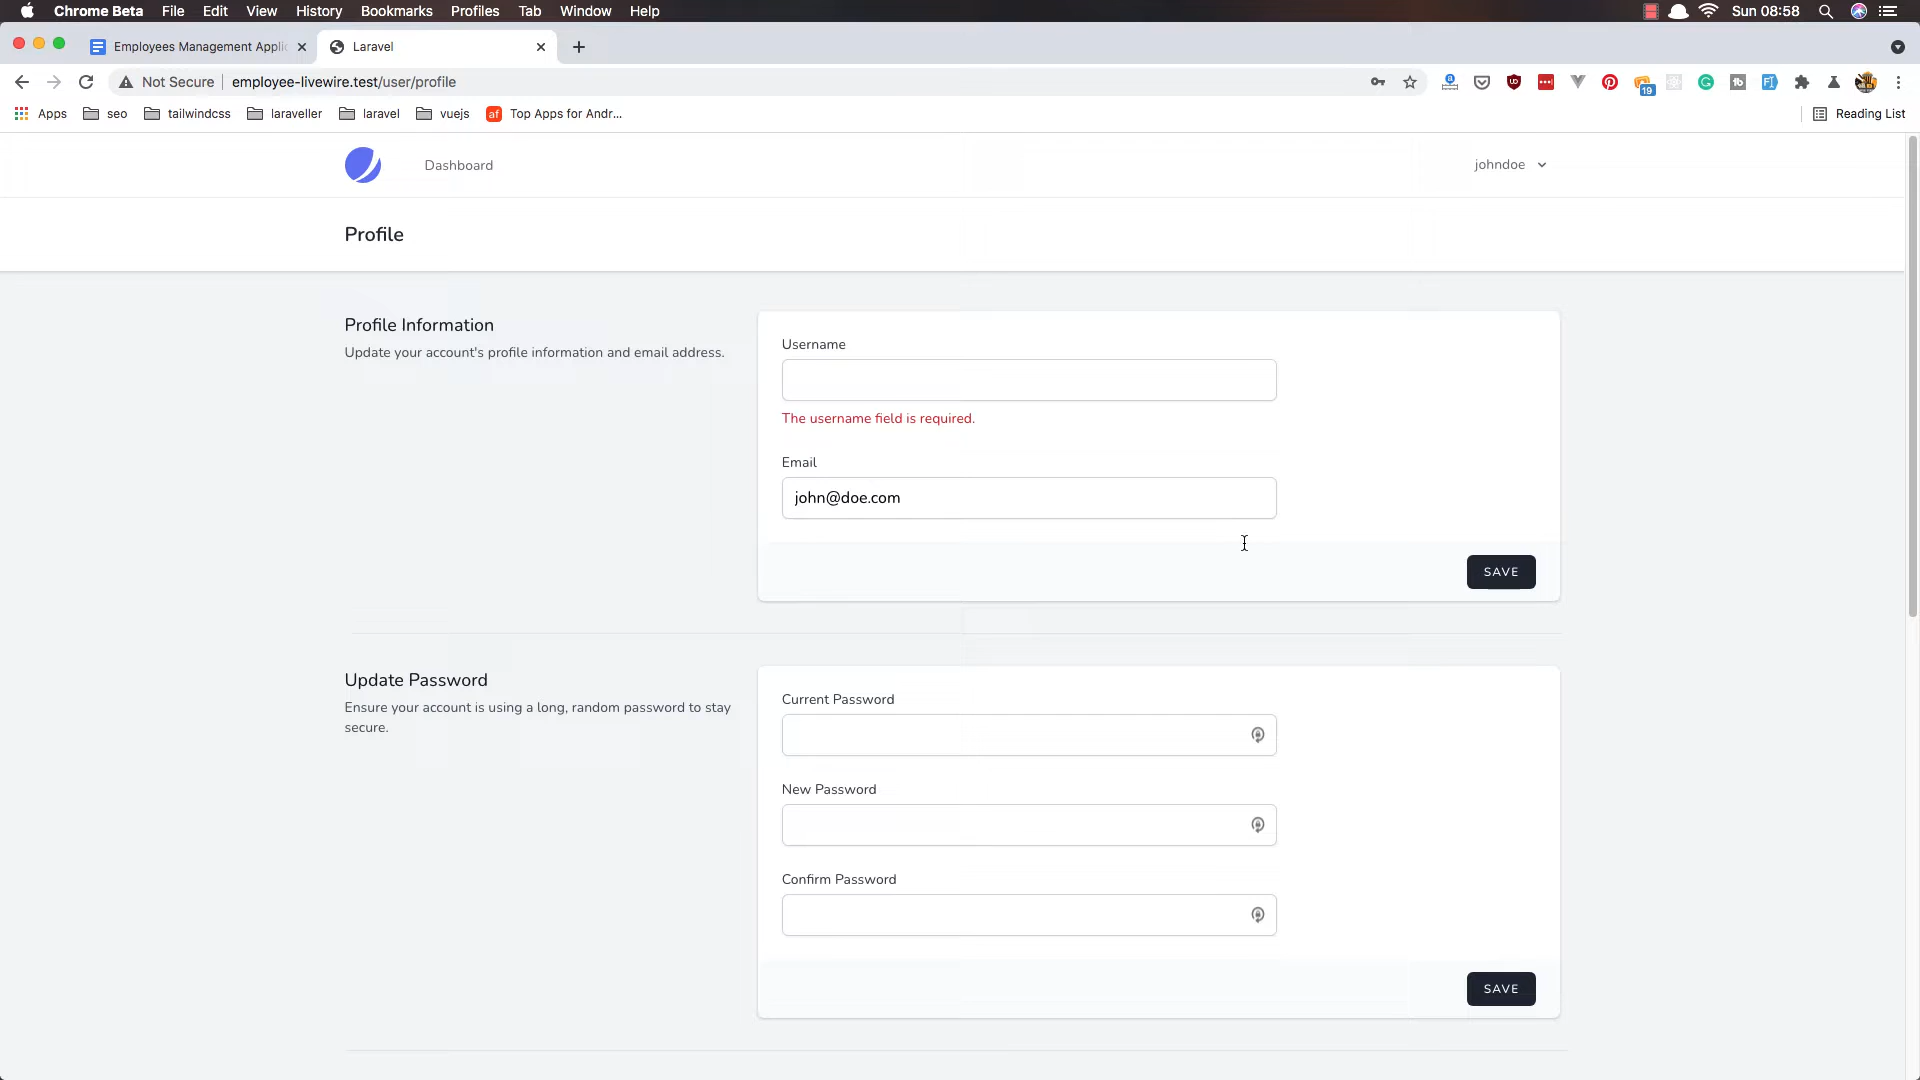 Chrome Beta File Edit View History Bookmarks Profiles Tab Window Help Sun 08:58
Employees Management Applic Laravel
Not Secure employee-livewire.test/user/profile 19
Apps seo tailwindcss laraveller laravel vuejs af Top Apps for Andr... Reading List
Dashboard johndoe
Profile
Profile Information
Update your account's profile information and email address.
Username
The username field is required.
Email
john@doe.com
SAVE
Update Password
Ensure your account is using a long, random password to stay
secure.
Current Password
New Password
Confirm Password
SAVE